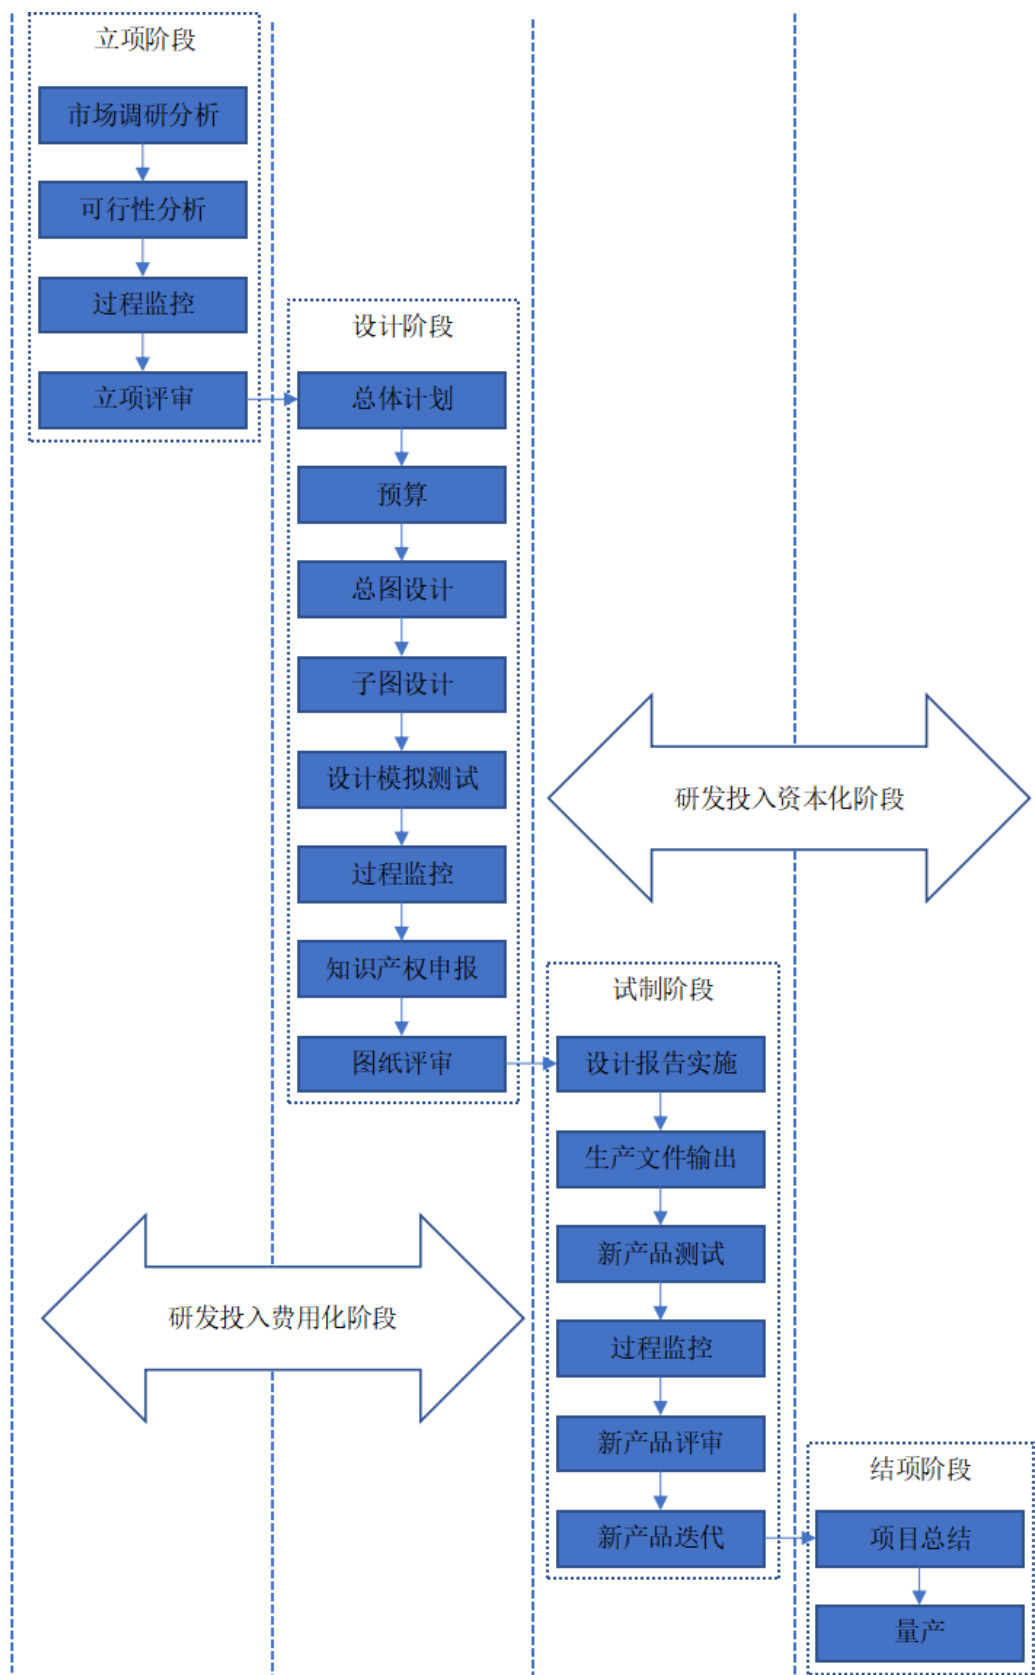 立项阶段
市场调研分析
可行性分析
过程监控
立项评审
设计阶段
总体计划
预算
总图设计
子图设计
设计模拟测试
过程监控
知识产权申报
图纸评审
研发投入资本化阶段
试制阶段
设计报告实施
生产文件输出
新产品测试
过程监控
新产品评审
新产品迭代
研发投入费用化阶段
结项阶段
项目总结
量产